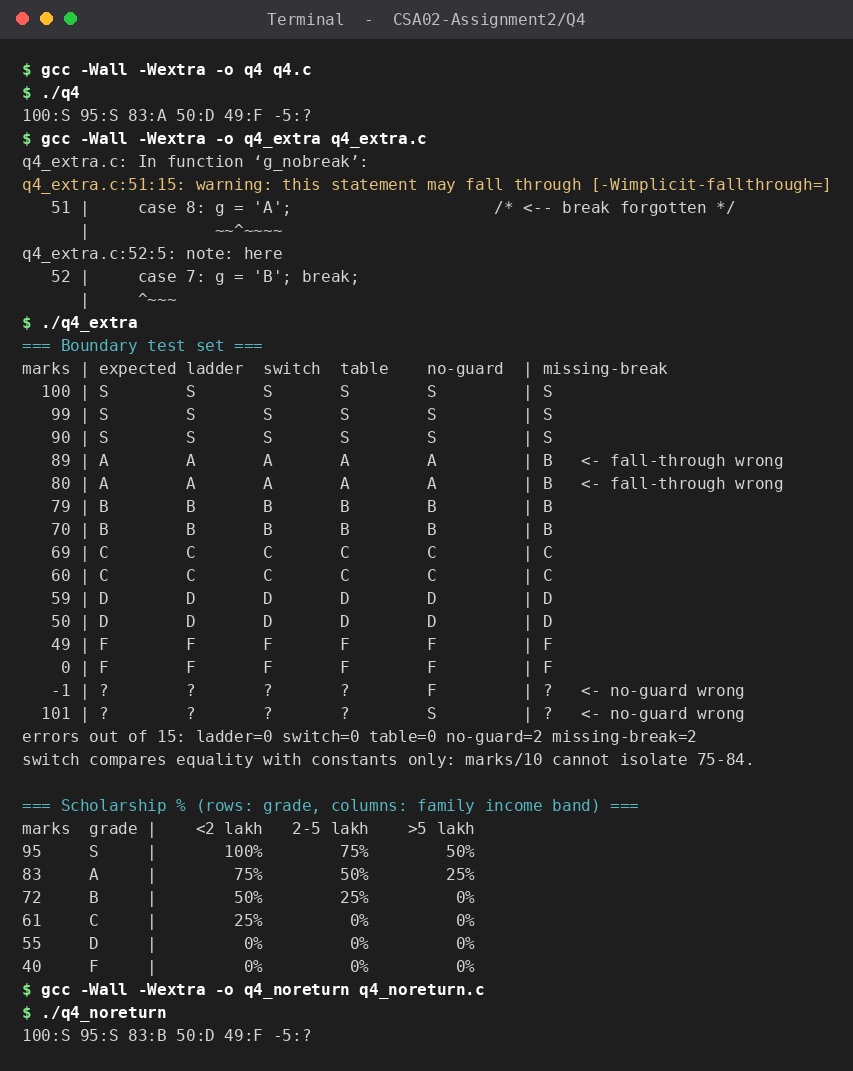 Terminal  -  CSA02-Assignment2/Q4
$ gcc -Wall -Wextra -o q4 q4.c
$ ./q4
100:S 95:S 83:A 50:D 49:F -5:?
$ gcc -Wall -Wextra -o q4_extra q4_extra.c
q4_extra.c: In function ‘g_nobreak’:
q4_extra.c:51:15: warning: this statement may fall through [-Wimplicit-fallthrough=]
   51 |     case 8: g = 'A';                     /* <-- break forgotten */
      |             ~~^~~~~
q4_extra.c:52:5: note: here
   52 |     case 7: g = 'B'; break;
      |     ^~~~
$ ./q4_extra
=== Boundary test set ===
marks | expected ladder  switch  table    no-guard  | missing-break
  100 | S        S       S       S        S         | S
   99 | S        S       S       S        S         | S
   90 | S        S       S       S        S         | S
   89 | A        A       A       A        A         | B   <- fall-through wrong
   80 | A        A       A       A        A         | B   <- fall-through wrong
   79 | B        B       B       B        B         | B
   70 | B        B       B       B        B         | B
   69 | C        C       C       C        C         | C
   60 | C        C       C       C        C         | C
   59 | D        D       D       D        D         | D
   50 | D        D       D       D        D         | D
   49 | F        F       F       F        F         | F
    0 | F        F       F       F        F         | F
   -1 | ?        ?       ?       ?        F         | ?   <- no-guard wrong
  101 | ?        ?       ?       ?        S         | ?   <- no-guard wrong
errors out of 15: ladder=0 switch=0 table=0 no-guard=2 missing-break=2
switch compares equality with constants only: marks/10 cannot isolate 75-84.

=== Scholarship % (rows: grade, columns: family income band) ===
marks  grade |    <2 lakh   2-5 lakh    >5 lakh
95     S     |       100%        75%        50%
83     A     |        75%        50%        25%
72     B     |        50%        25%         0%
61     C     |        25%         0%         0%
55     D     |         0%         0%         0%
40     F     |         0%         0%         0%
$ gcc -Wall -Wextra -o q4_noreturn q4_noreturn.c
$ ./q4_noreturn
100:S 95:S 83:B 50:D 49:F -5:?